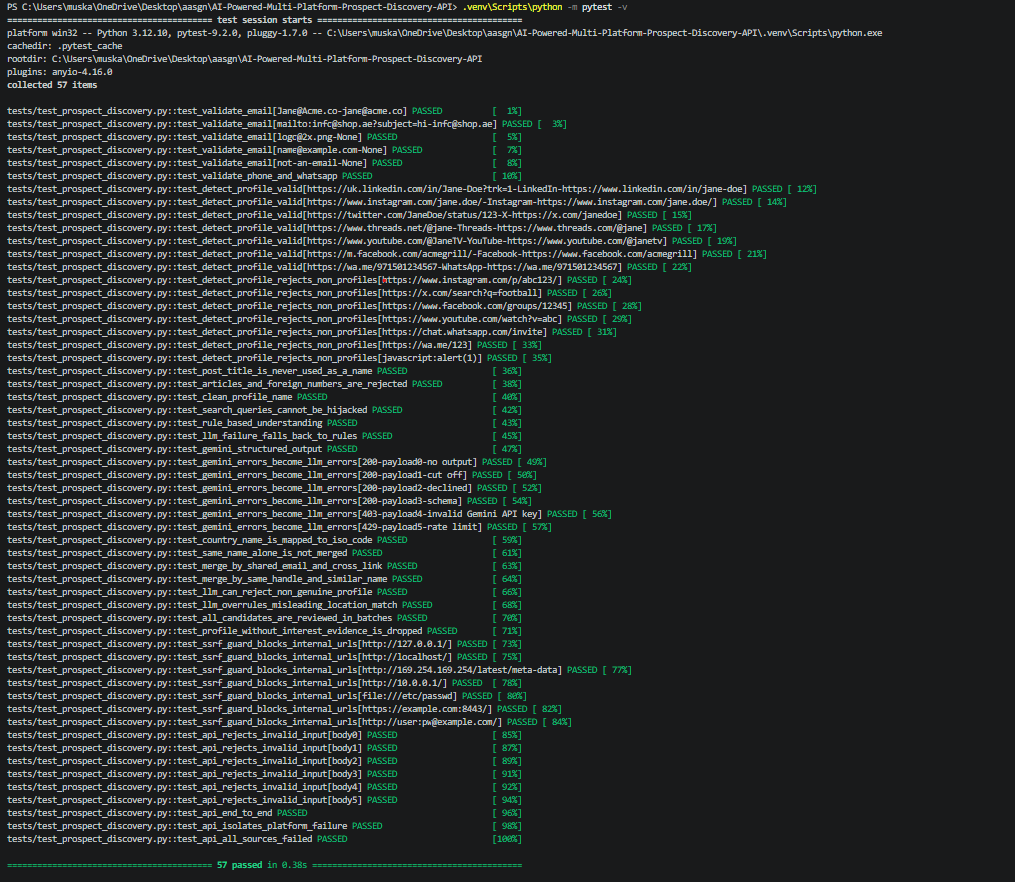 PS C:\Users\muska\OneDrive\Desktop\aasgn\AI-Powered-Multi-Platform-Prospect-Discovery-API> .venv\Scripts\python -m pytest -v
======================================== test session starts ========================================
platform win32 -- Python 3.12.10, pytest-9.2.0, pluggy-1.7.0 -- C:\Users\muska\OneDrive\Desktop\aasgn\AI-Powered-Multi-Platform-Prospect-Discovery-API\.venv\Scripts\python.exe
cachedir: .pytest_cache
rootdir: C:\Users\muska\OneDrive\Desktop\aasgn\AI-Powered-Multi-Platform-Prospect-Discovery-API
plugins: anyio-4.16.0
collected 57 items

tests/test_prospect_discovery.py::test_validate_email[Jane@Acme.co-jane@acme.co] PASSED [  1%]
tests/test_prospect_discovery.py::test_validate_email[mailto:info@shop.ae?subject=hi-info@shop.ae] PASSED [  3%]
tests/test_prospect_discovery.py::test_validate_email[logo@2x.png-None] PASSED [  5%]
tests/test_prospect_discovery.py::test_validate_email[name@example.com-None] PASSED [  7%]
tests/test_prospect_discovery.py::test_validate_email[not-an-email-None] PASSED [  8%]
tests/test_prospect_discovery.py::test_validate_phone_and_whatsapp PASSED [ 10%]
tests/test_prospect_discovery.py::test_detect_profile_valid[https://uk.linkedin.com/in/Jane-Doe?trk=1-LinkedIn-https://www.linkedin.com/in/jane-doe] PASSED [ 12%]
tests/test_prospect_discovery.py::test_detect_profile_valid[https://www.instagram.com/jane.doe/-Instagram-https://www.instagram.com/jane.doe/] PASSED [ 14%]
tests/test_prospect_discovery.py::test_detect_profile_valid[https://twitter.com/JaneDoe/status/123-X-https://x.com/janedoe] PASSED [ 15%]
tests/test_prospect_discovery.py::test_detect_profile_valid[https://www.threads.net/@jane-Threads-https://www.threads.com/@jane] PASSED [ 17%]
tests/test_prospect_discovery.py::test_detect_profile_valid[https://www.youtube.com/@JaneTV-YouTube-https://www.youtube.com/@janetv] PASSED [ 19%]
tests/test_prospect_discovery.py::test_detect_profile_valid[https://m.facebook.com/acmegrill/-Facebook-https://www.facebook.com/acmegrill] PASSED [ 21%]
tests/test_prospect_discovery.py::test_detect_profile_valid[https://wa.me/971501234567-WhatsApp-https://wa.me/971501234567] PASSED [ 22%]
tests/test_prospect_discovery.py::test_detect_profile_rejects_non_profiles[https://www.instagram.com/p/abc123/] PASSED [ 24%]
tests/test_prospect_discovery.py::test_detect_profile_rejects_non_profiles[https://x.com/search?q=football] PASSED [ 26%]
tests/test_prospect_discovery.py::test_detect_profile_rejects_non_profiles[https://www.facebook.com/groups/12345] PASSED [ 28%]
tests/test_prospect_discovery.py::test_detect_profile_rejects_non_profiles[https://www.youtube.com/watch?v=abc] PASSED [ 29%]
tests/test_prospect_discovery.py::test_detect_profile_rejects_non_profiles[https://chat.whatsapp.com/invite] PASSED [ 31%]
tests/test_prospect_discovery.py::test_detect_profile_rejects_non_profiles[https://wa.me/123] PASSED [ 33%]
tests/test_prospect_discovery.py::test_detect_profile_rejects_non_profiles[javascript:alert(1)] PASSED [ 35%]
tests/test_prospect_discovery.py::test_post_title_is_never_used_as_a_name PASSED [ 36%]
tests/test_prospect_discovery.py::test_articles_and_foreign_numbers_are_rejected PASSED [ 38%]
tests/test_prospect_discovery.py::test_clean_profile_name PASSED [ 40%]
tests/test_prospect_discovery.py::test_search_queries_cannot_be_hijacked PASSED [ 42%]
tests/test_prospect_discovery.py::test_rule_based_understanding PASSED [ 43%]
tests/test_prospect_discovery.py::test_llm_failure_falls_back_to_rules PASSED [ 45%]
tests/test_prospect_discovery.py::test_gemini_structured_output PASSED [ 47%]
tests/test_prospect_discovery.py::test_gemini_errors_become_llm_errors[200-payload0-no output] PASSED [ 49%]
tests/test_prospect_discovery.py::test_gemini_errors_become_llm_errors[200-payload1-cut off] PASSED [ 50%]
tests/test_prospect_discovery.py::test_gemini_errors_become_llm_errors[200-payload2-declined] PASSED [ 52%]
tests/test_prospect_discovery.py::test_gemini_errors_become_llm_errors[200-payload3-schema] PASSED [ 54%]
tests/test_prospect_discovery.py::test_gemini_errors_become_llm_errors[403-payload4-invalid Gemini API key] PASSED [ 56%]
tests/test_prospect_discovery.py::test_gemini_errors_become_llm_errors[429-payload5-rate limit] PASSED [ 57%]
tests/test_prospect_discovery.py::test_country_name_is_mapped_to_iso_code PASSED [ 59%]
tests/test_prospect_discovery.py::test_same_name_alone_is_not_merged PASSED [ 61%]
tests/test_prospect_discovery.py::test_merge_by_shared_email_and_cross_link PASSED [ 63%]
tests/test_prospect_discovery.py::test_merge_by_same_handle_and_similar_name PASSED [ 64%]
tests/test_prospect_discovery.py::test_llm_can_reject_non_genuine_profile PASSED [ 66%]
tests/test_prospect_discovery.py::test_llm_overrules_misleading_location_match PASSED [ 68%]
tests/test_prospect_discovery.py::test_all_candidates_are_reviewed_in_batches PASSED [ 70%]
tests/test_prospect_discovery.py::test_profile_without_interest_evidence_is_dropped PASSED [ 71%]
tests/test_prospect_discovery.py::test_ssrf_guard_blocks_internal_urls[http://127.0.0.1/] PASSED [ 73%]
tests/test_prospect_discovery.py::test_ssrf_guard_blocks_internal_urls[http://localhost/] PASSED [ 75%]
tests/test_prospect_discovery.py::test_ssrf_guard_blocks_internal_urls[http://169.254.169.254/latest/meta-data] PASSED [ 77%]
tests/test_prospect_discovery.py::test_ssrf_guard_blocks_internal_urls[http://10.0.0.1/] PASSED [ 78%]
tests/test_prospect_discovery.py::test_ssrf_guard_blocks_internal_urls[file:///etc/passwd] PASSED [ 80%]
tests/test_prospect_discovery.py::test_ssrf_guard_blocks_internal_urls[https://example.com:8443/] PASSED [ 82%]
tests/test_prospect_discovery.py::test_ssrf_guard_blocks_internal_urls[http://user:pw@example.com/] PASSED [ 84%]
tests/test_prospect_discovery.py::test_api_rejects_invalid_input[body0] PASSED [ 85%]
tests/test_prospect_discovery.py::test_api_rejects_invalid_input[body1] PASSED [ 87%]
tests/test_prospect_discovery.py::test_api_rejects_invalid_input[body2] PASSED [ 89%]
tests/test_prospect_discovery.py::test_api_rejects_invalid_input[body3] PASSED [ 91%]
tests/test_prospect_discovery.py::test_api_rejects_invalid_input[body4] PASSED [ 92%]
tests/test_prospect_discovery.py::test_api_rejects_invalid_input[body5] PASSED [ 94%]
tests/test_prospect_discovery.py::test_api_end_to_end PASSED [ 96%]
tests/test_prospect_discovery.py::test_api_isolates_platform_failure PASSED [ 98%]
tests/test_prospect_discovery.py::test_api_all_sources_failed PASSED [100%]

======================================== 57 passed in 0.38s ========================================